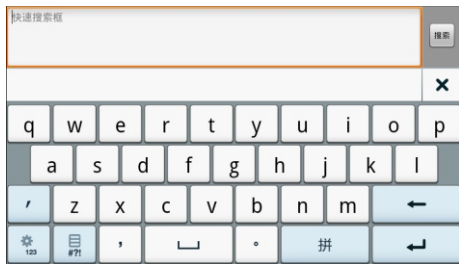 快速搜索框
搜索
q w e r t y u i o p
a s d f g h j k l
' z x c v b n m
123 #?! , 。 拼